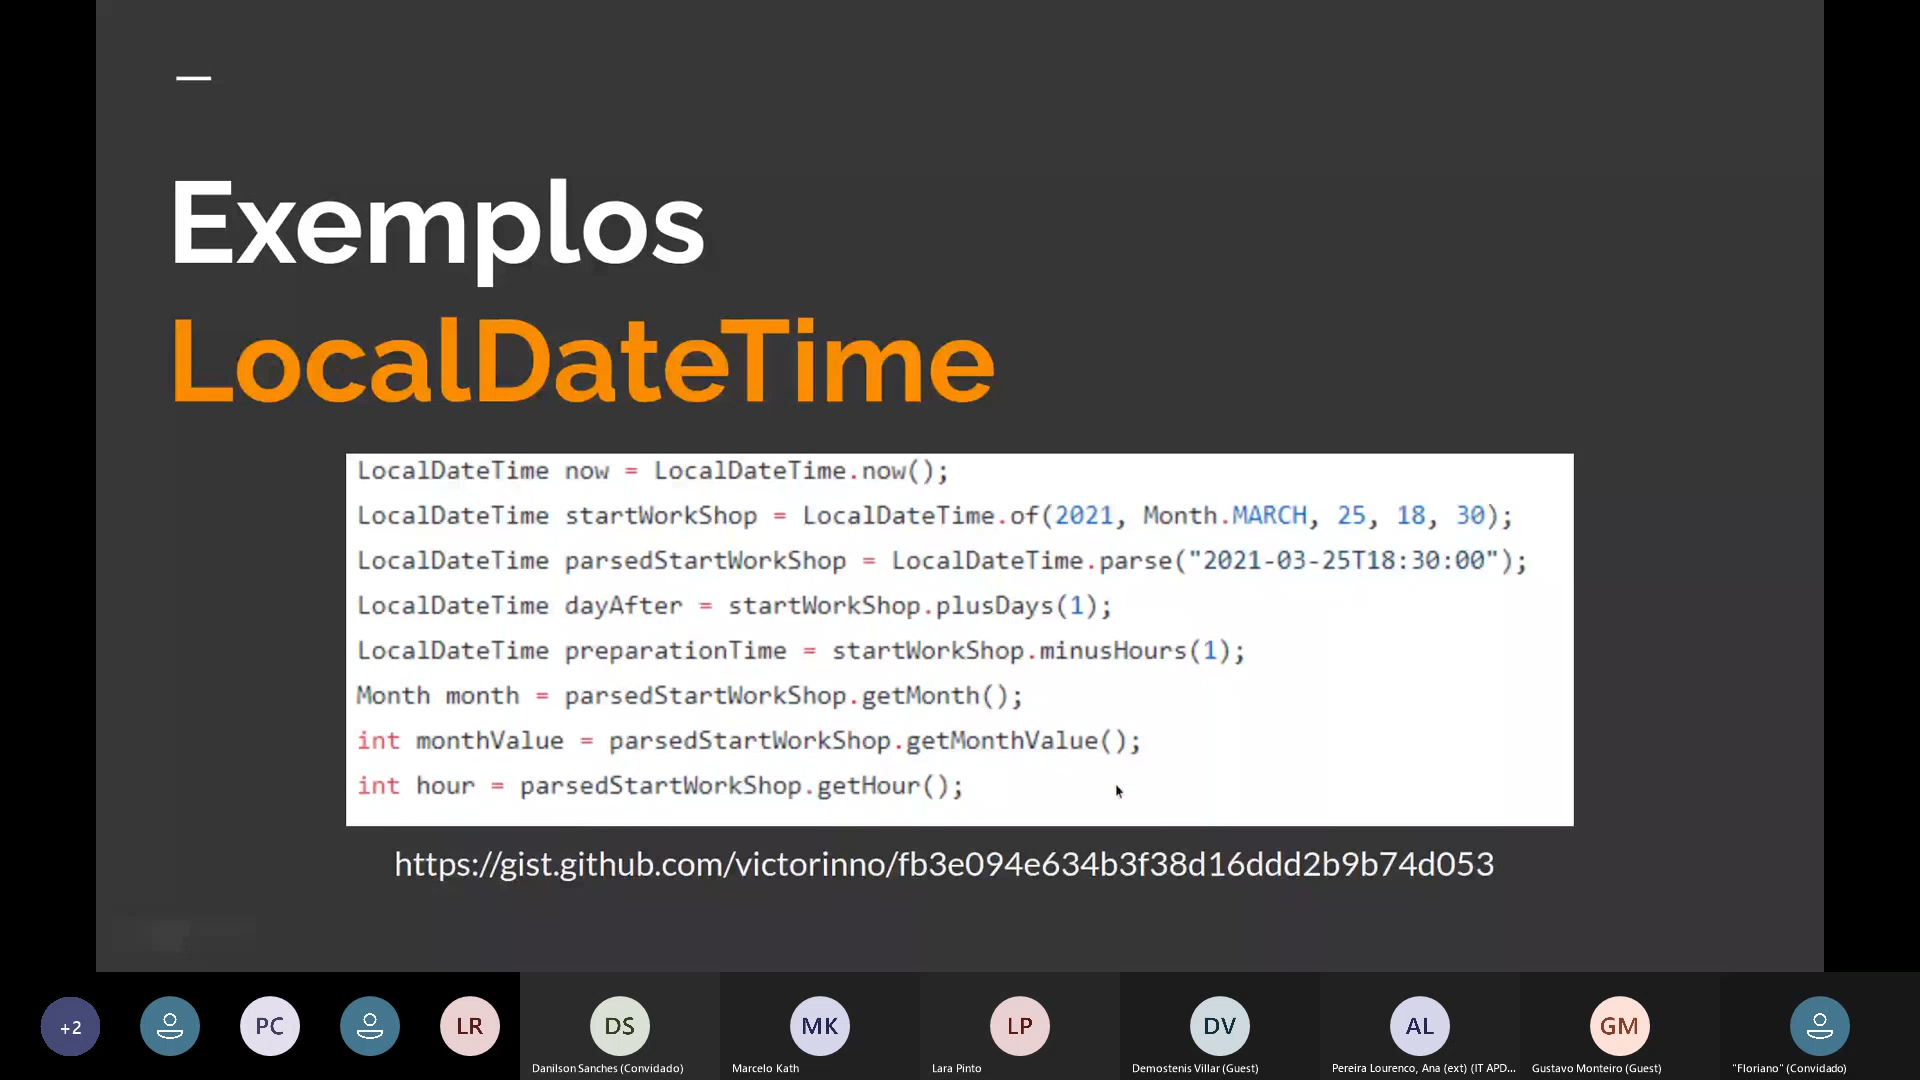 Exemplos
LocalDateTime
LocalDateTime now = LocalDateTime.now();
LocalDateTime startWorkShop = LocalDateTime.of(2021, Month.MARCH, 25, 18, 30);
LocalDateTime parsedStartWorkShop = LocalDateTime.parse("2021-03-25T18:30:00");
LocalDateTime dayAfter = startWorkShop.plusDays(1);
LocalDateTime preparationTime = startWorkShop.minusHours(1);
Month month = parsedStartWorkShop.getMonth();
int monthValue = parsedStartWorkShop.getMonthValue();
int hour = parsedStartWorkShop.getHour();
https://gist.github.com/victorinno/fb3e094e634b3f38d16ddd2b9b74d053
+2 PC LR DS MK LP DV AL GM
Danilson Sanches (Convidado) Marcelo Kath Lara Pinto Demostenis Villar (Guest) Pereira Lourenco, Ana (ext) (IT APD... Gustavo Monteiro (Guest) "Floriano" (Convidado)